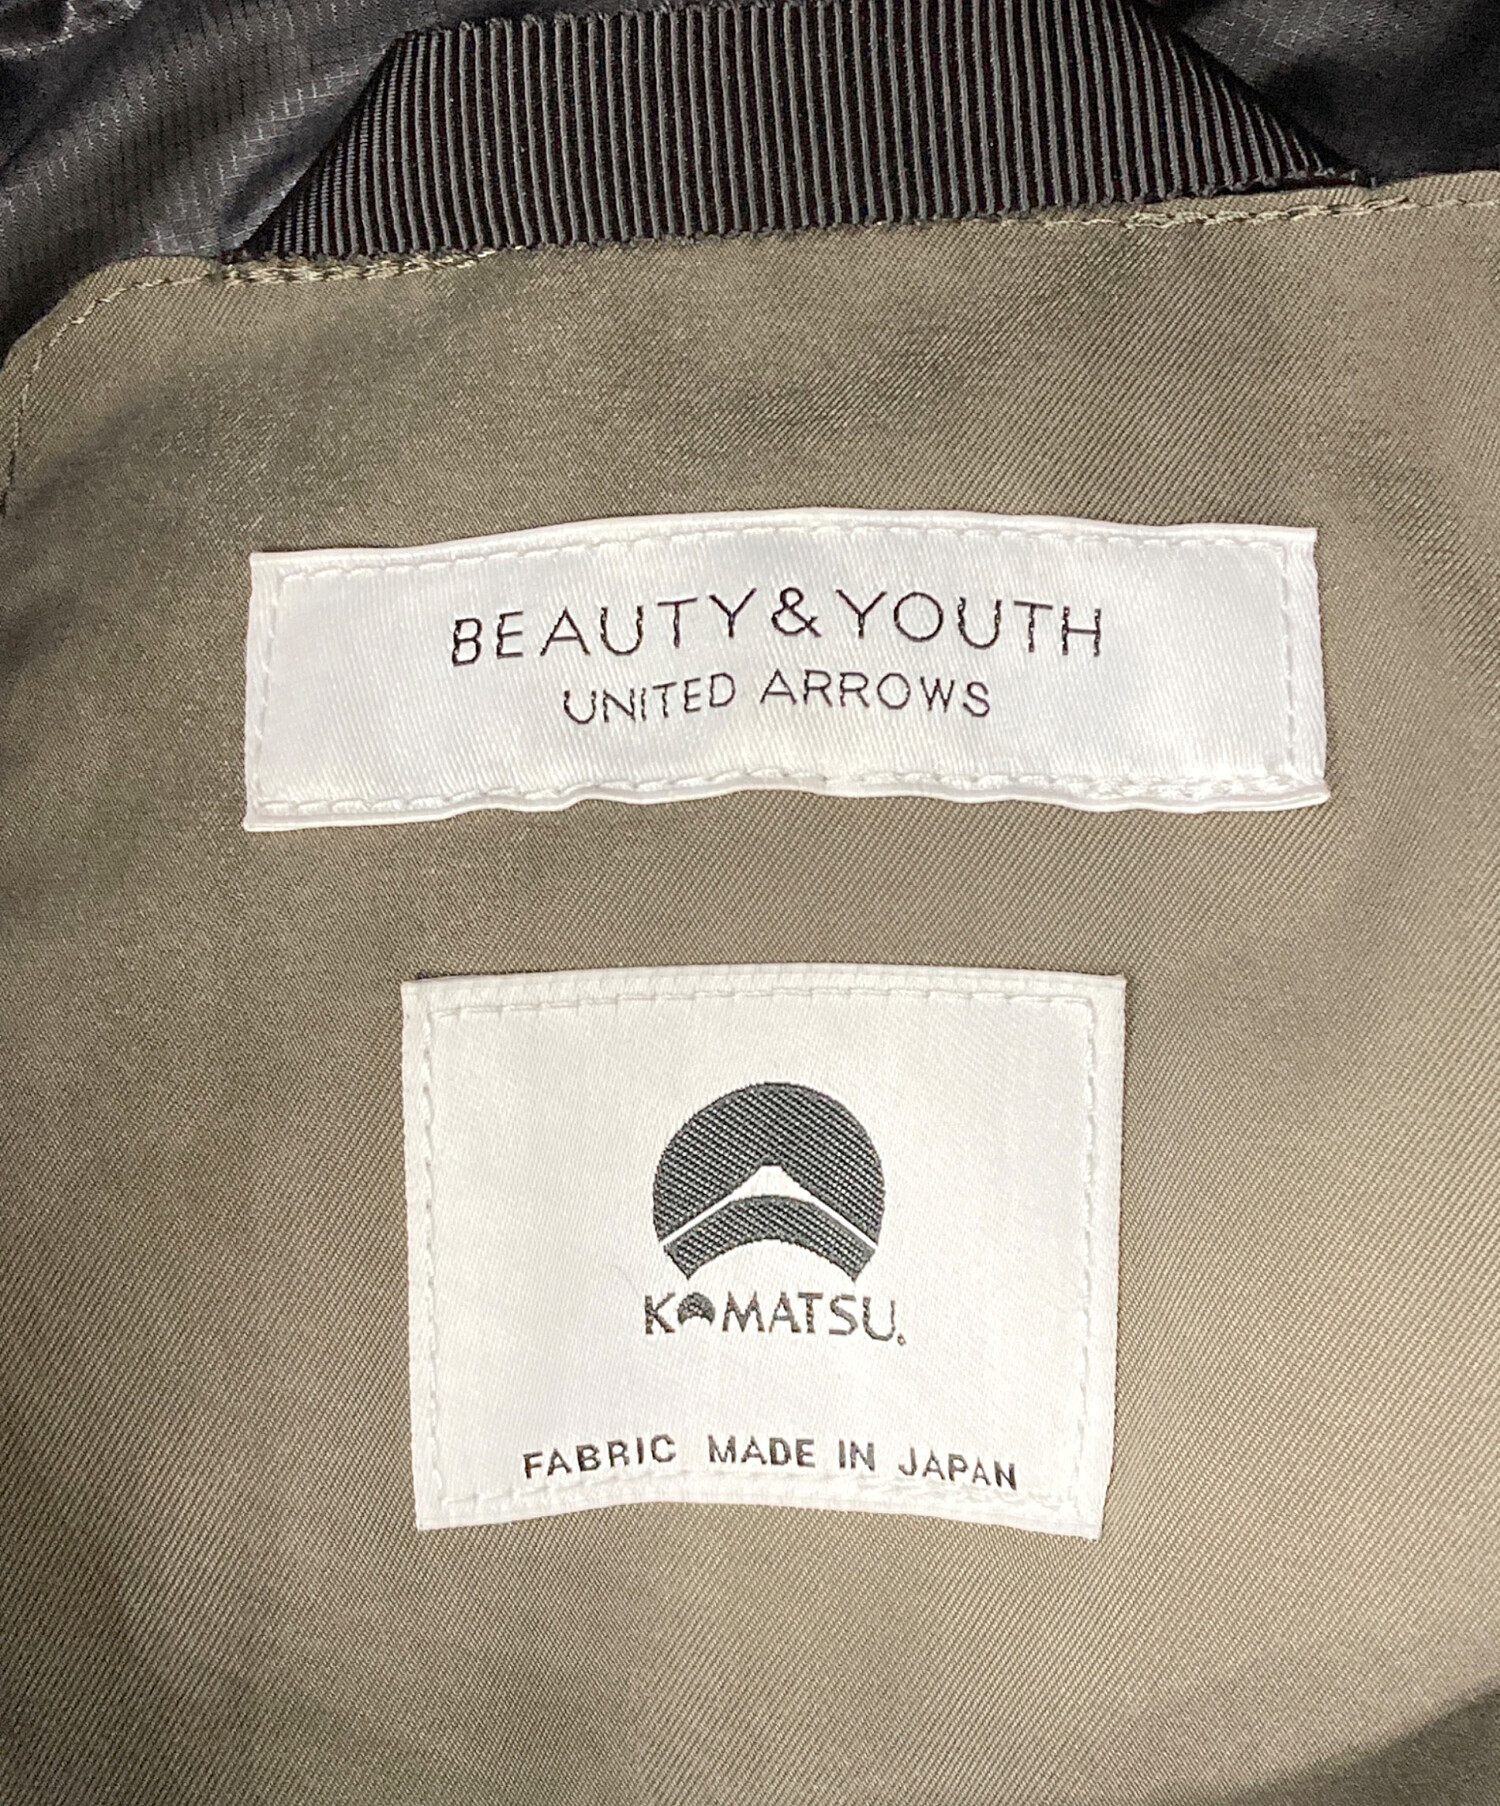 BEAUTY & YOUTH
UNITED ARROWS
KOMATSU.
FABRIC MADE IN JAPAN